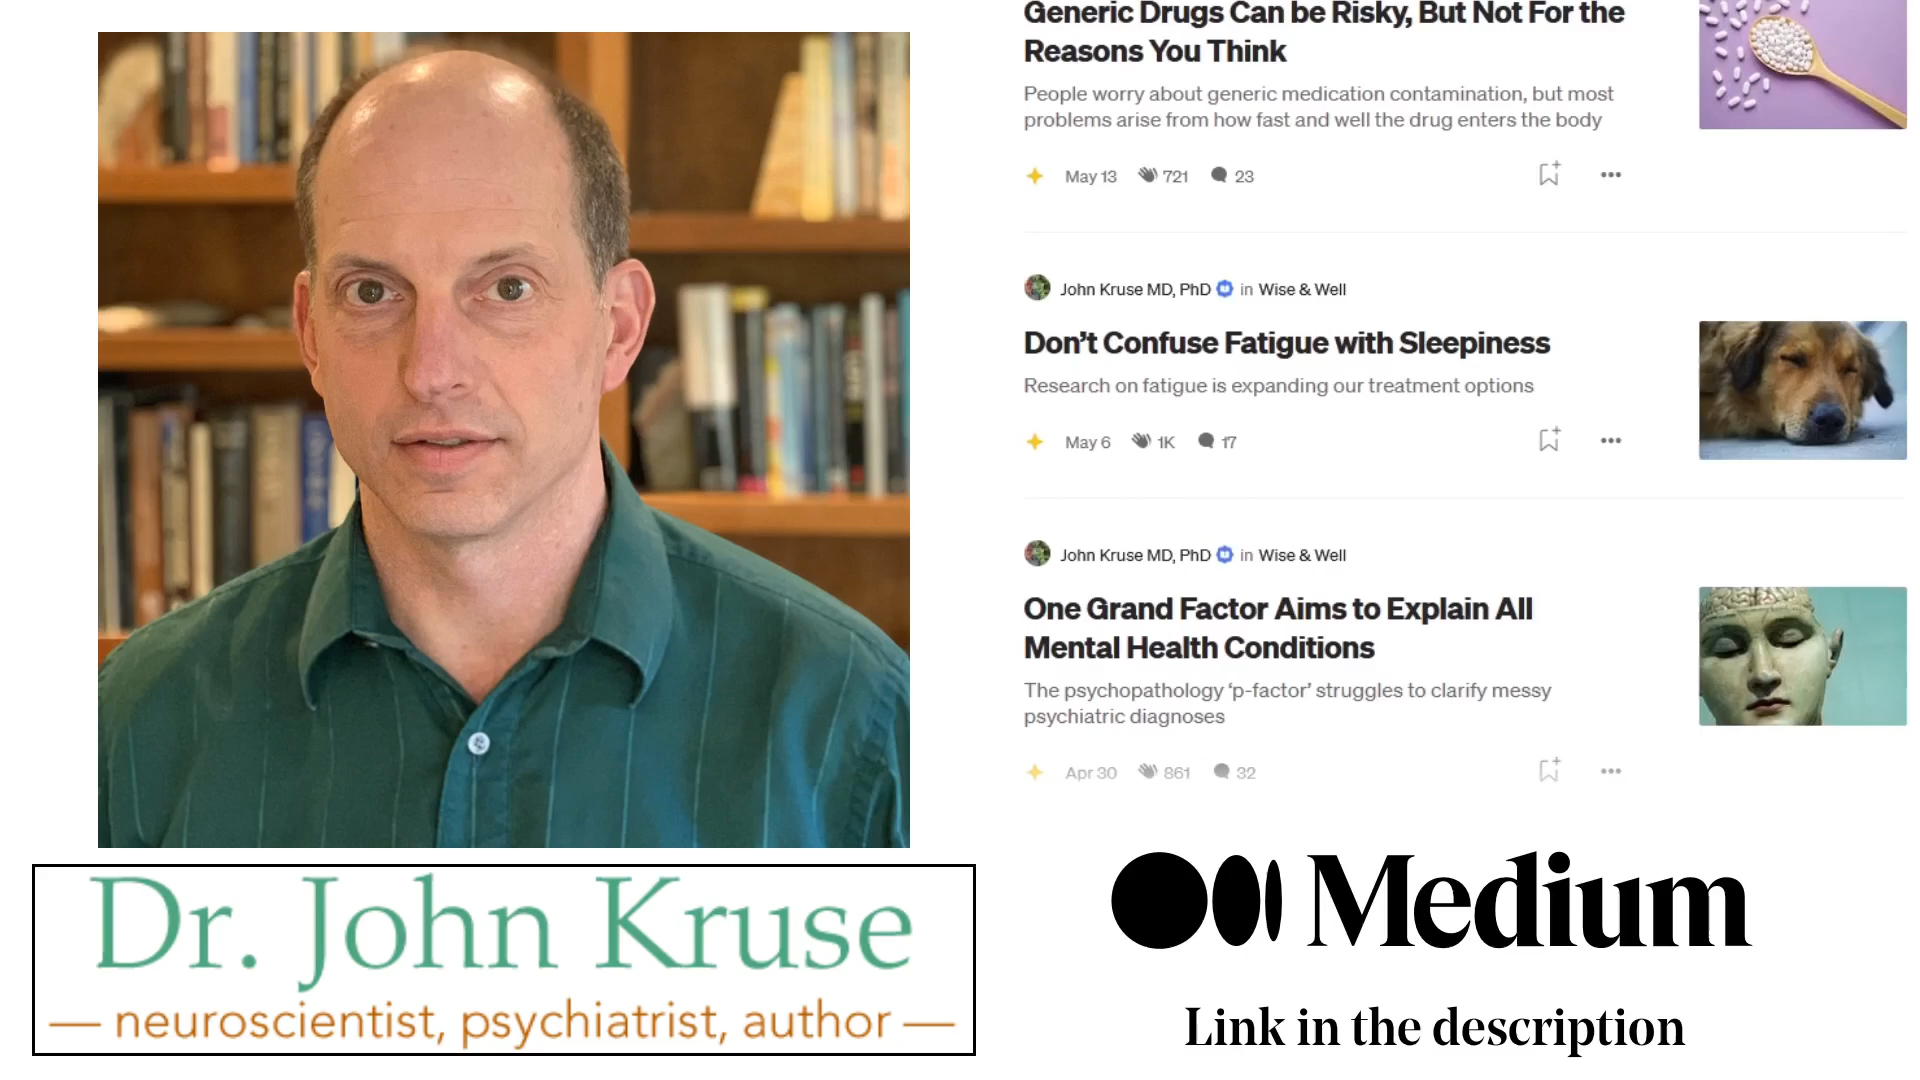 Generic Drugs Can be Risky, But Not For the
Reasons You Think
People worry about generic medication contamination, but most
problems arise from how fast and well the drug enters the body
May 13 721 23
John Kruse MD, PhD in Wise & Well
Don’t Confuse Fatigue with Sleepiness
Research on fatigue is expanding our treatment options
May 6 1K 17
John Kruse MD, PhD in Wise & Well
One Grand Factor Aims to Explain All
Mental Health Conditions
The psychopathology ‘p-factor’ struggles to clarify messy
psychiatric diagnoses
Apr 30 861 32
Dr. John Kruse
— neuroscientist, psychiatrist, author —
Medium
Link in the description